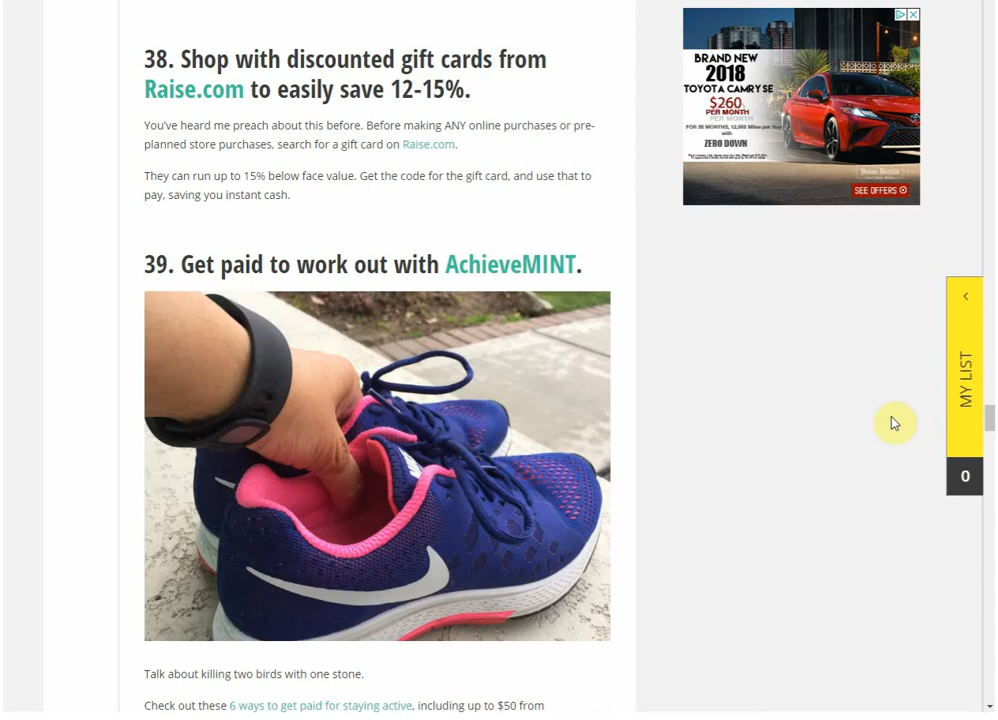 38. Shop with discounted gift cards from
Raise.com to easily save 12-15%.
You've heard me preach about this before. Before making ANY online purchases or pre-
planned store purchases, search for a gift card on Raise.com.
They can run up to 15% below face value. Get the code for the gift card, and use that to
pay, saving you instant cash.
39. Get paid to work out with AchieveMINT.
Talk about killing two birds with one stone.
Check out these 6 ways to get paid for staying active, including up to $50 from
BRAND NEW
2018
TOYOTA CAMRY SE
$260
PER MONTH
PER MONTH
FOR 36 MONTHS, 12,000 Miles per Year
with
ZERO DOWN
SEE OFFERS
MY LIST
0